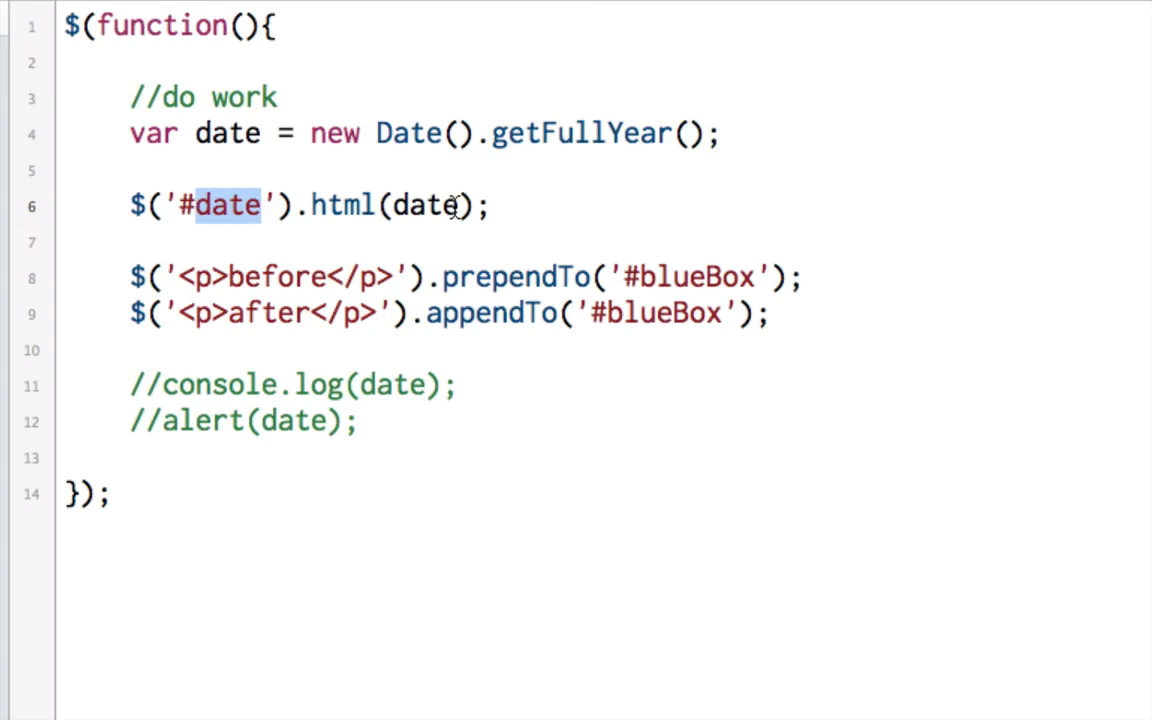 1 $(function(){
2
3 //do work
4 var date = new Date().getFullYear();
5
6 $('#date').html(date);
7
8 $('<p>before</p>').prependTo('#blueBox');
9 $('<p>after</p>').appendTo('#blueBox');
10
11 //console.log(date);
12 //alert(date);
13
14 });